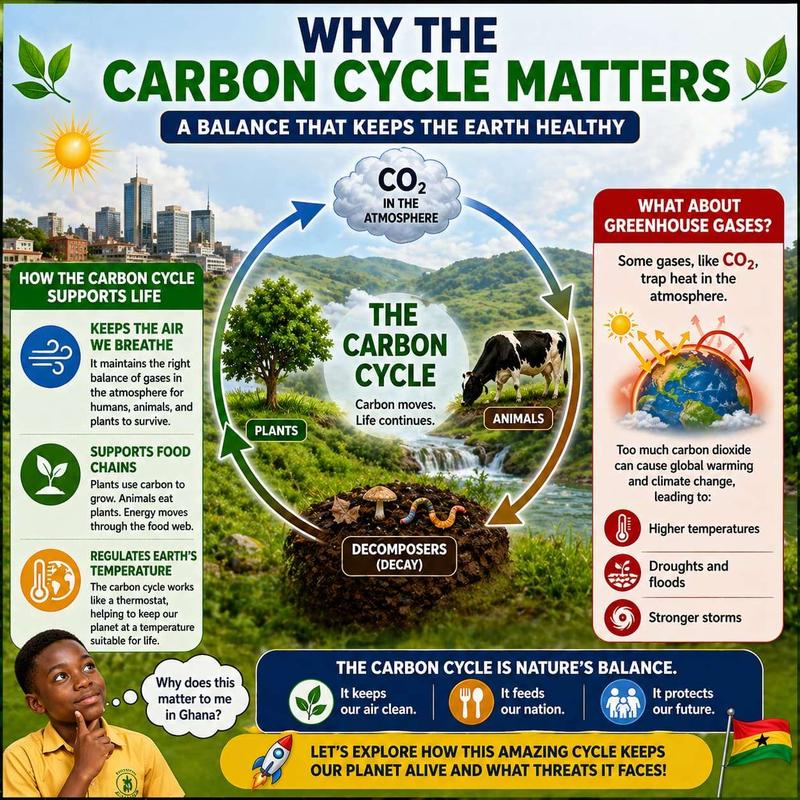 WHY THE
CARBON CYCLE MATTERS
A BALANCE THAT KEEPS THE EARTH HEALTHY
CO₂
IN THE
ATMOSPHERE
THE
CARBON
CYCLE
Carbon moves.
Life continues.
PLANTS
ANIMALS
DECOMPOSERS
(DECAY)
HOW THE CARBON CYCLE
SUPPORTS LIFE
KEEPS THE AIR
WE BREATHE
It maintains the right
balance of gases in
the atmosphere for
humans, animals, and
plants to survive.
SUPPORTS FOOD
CHAINS
Plants use carbon to
grow. Animals eat
plants. Energy moves
through the food web.
REGULATES EARTH'S
TEMPERATURE
The carbon cycle works
like a thermostat,
helping to keep our
planet at a temperature
suitable for life.
WHAT ABOUT
GREENHOUSE GASES?
Some gases, like CO₂,
trap heat in the
atmosphere.
Too much carbon dioxide
can cause global warming
and climate change,
leading to:
Higher temperatures
Droughts and
floods
Stronger storms
Why does this
matter to me
in Ghana?
THE CARBON CYCLE IS NATURE'S BALANCE.
It keeps
our air clean.
It feeds
our nation.
It protects
our future.
LET'S EXPLORE HOW THIS AMAZING CYCLE KEEPS
OUR PLANET ALIVE AND WHAT THREATS IT FACES!